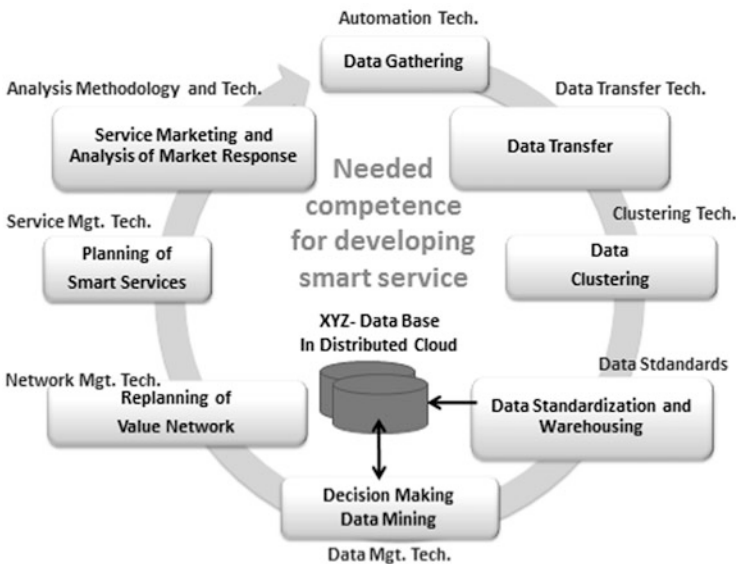 Automation Tech.
Data Gathering
Data Transfer Tech.
Data Transfer
Clustering Tech.
Data
Clustering
Data Stdandards
Data Standardization and
Warehousing
Decision Making
Data Mining
Data Mgt. Tech.
Network Mgt. Tech.
Replanning of
Value Network
Service Mgt. Tech.
Planning of
Smart Services
Analysis Methodology and Tech.
Service Marketing and
Analysis of Market Response
Needed
competence
for developing
smart service
XYZ- Data Base
In Distributed Cloud